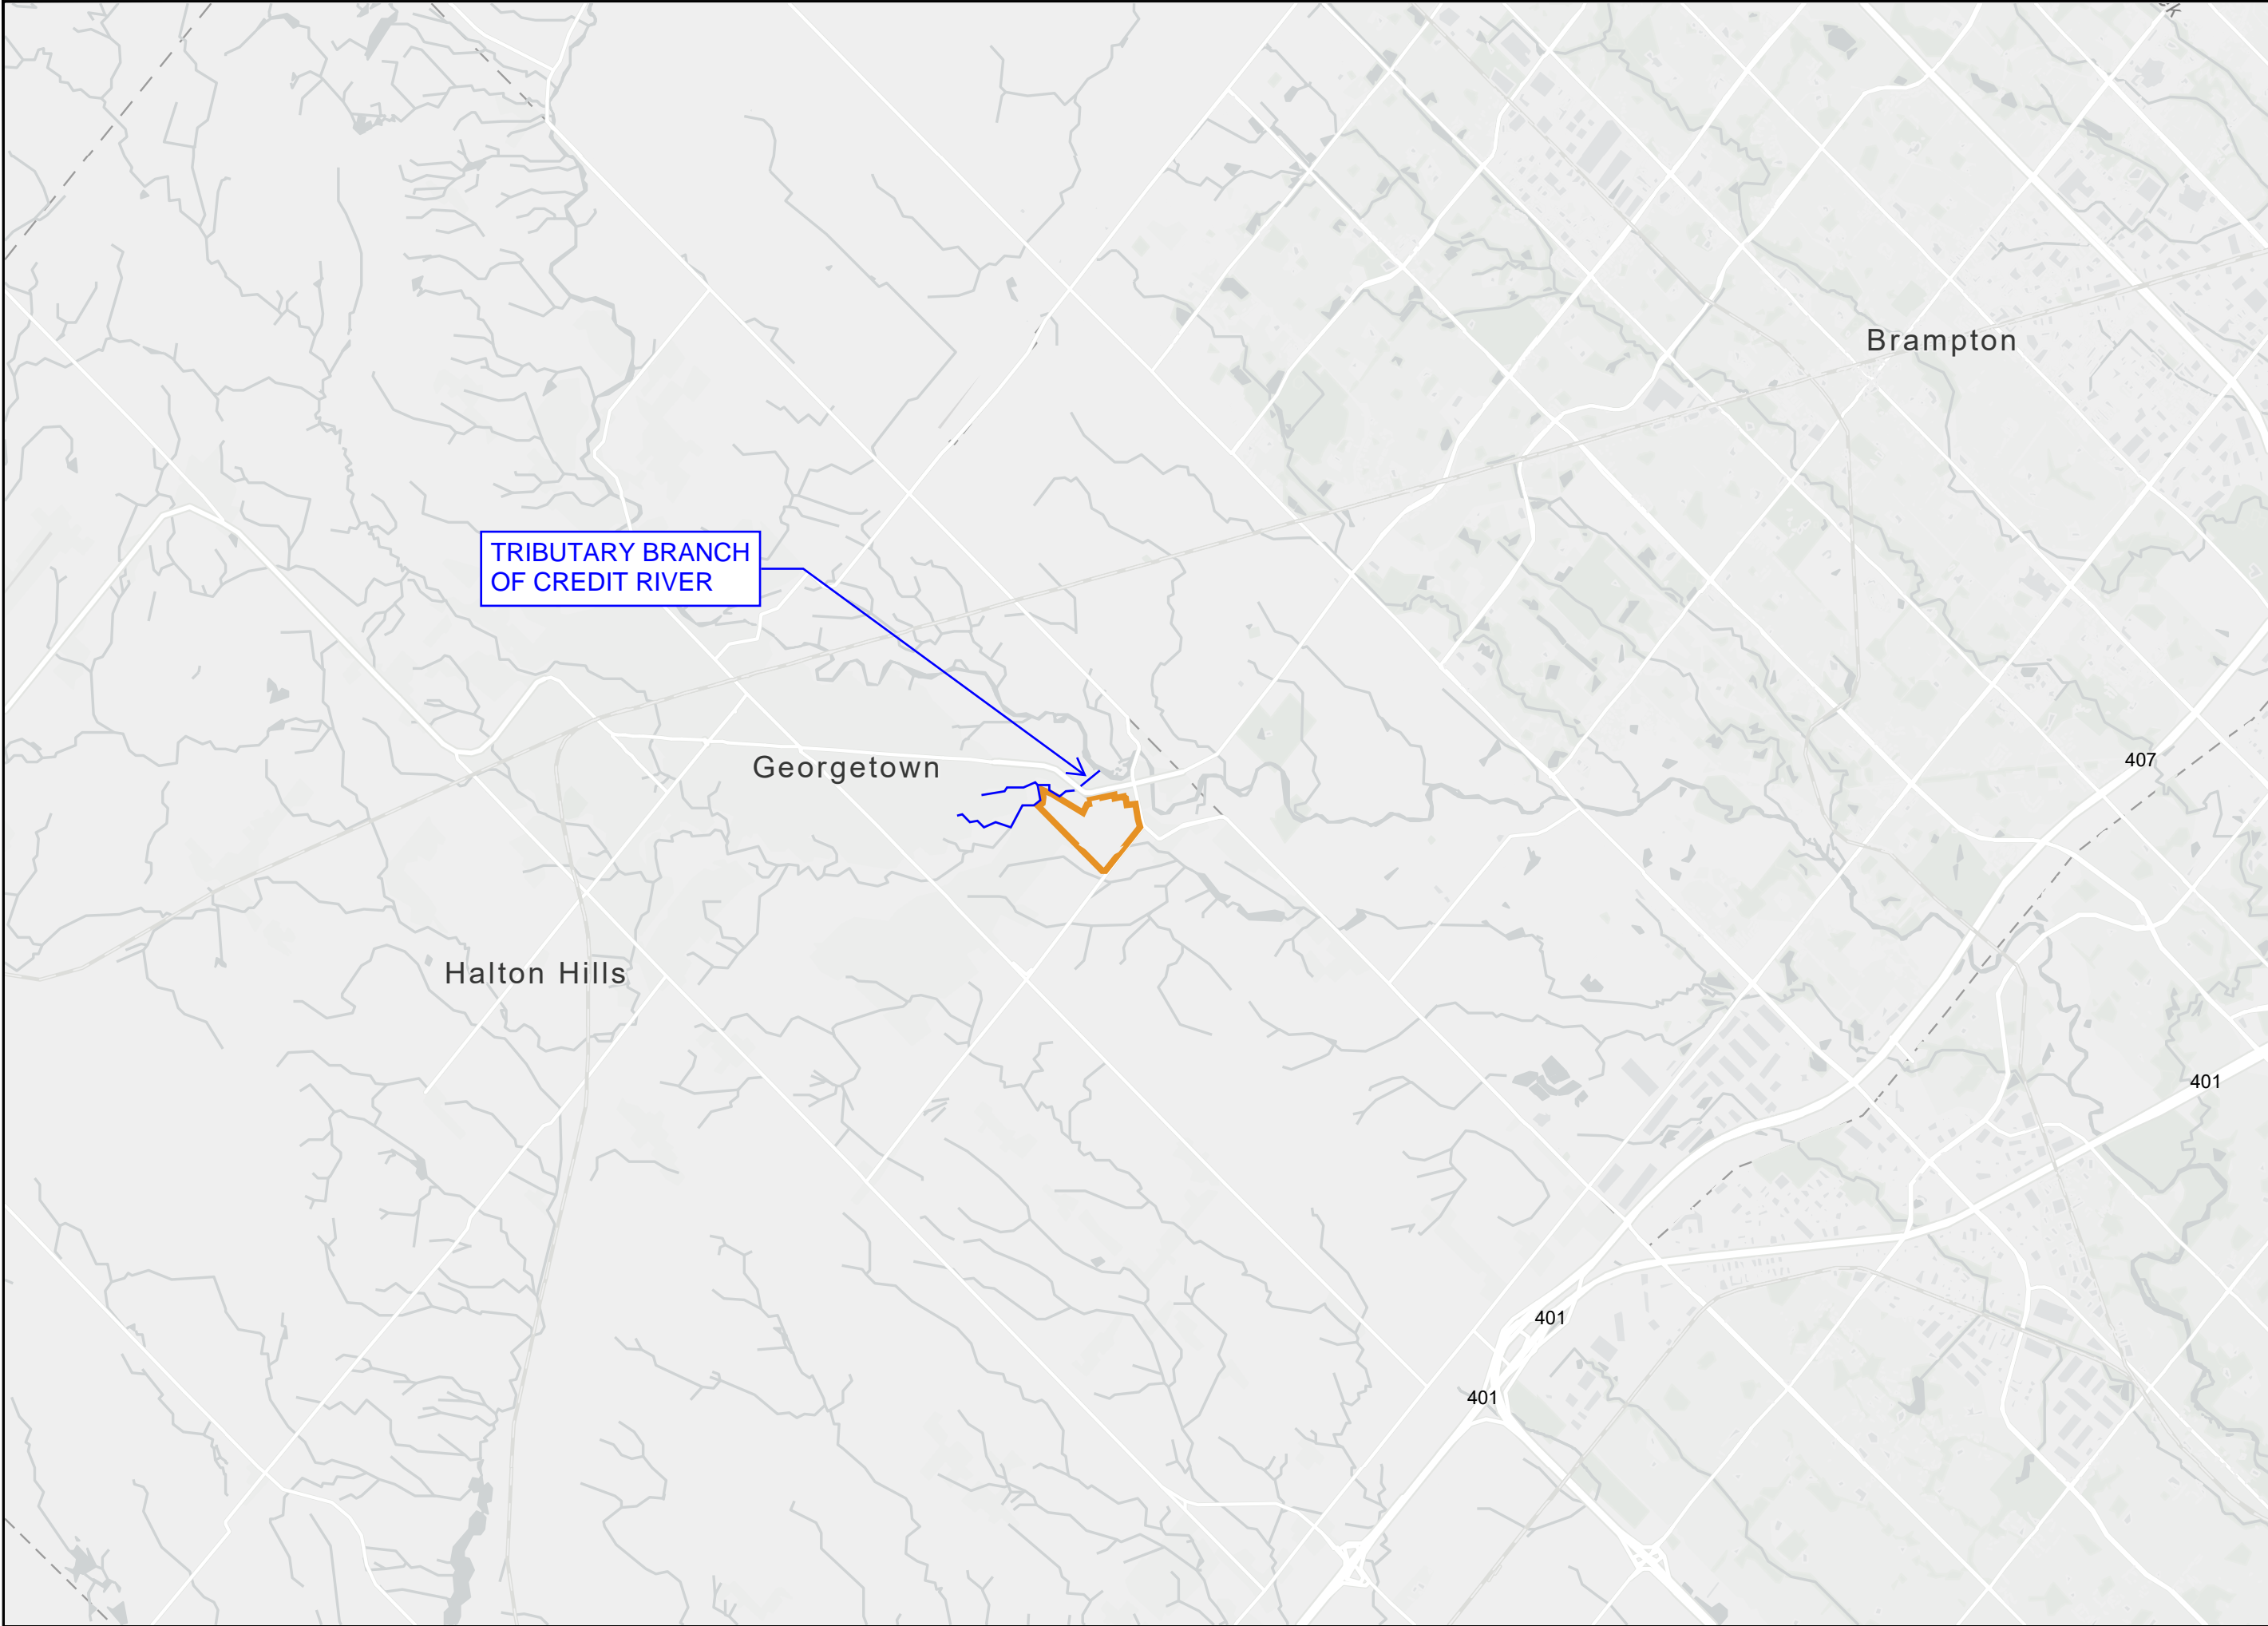 Brampton
TRIBUTARY BRANCH
OF CREDIT RIVER
Georgetown
407
Halton Hills
401
401
401